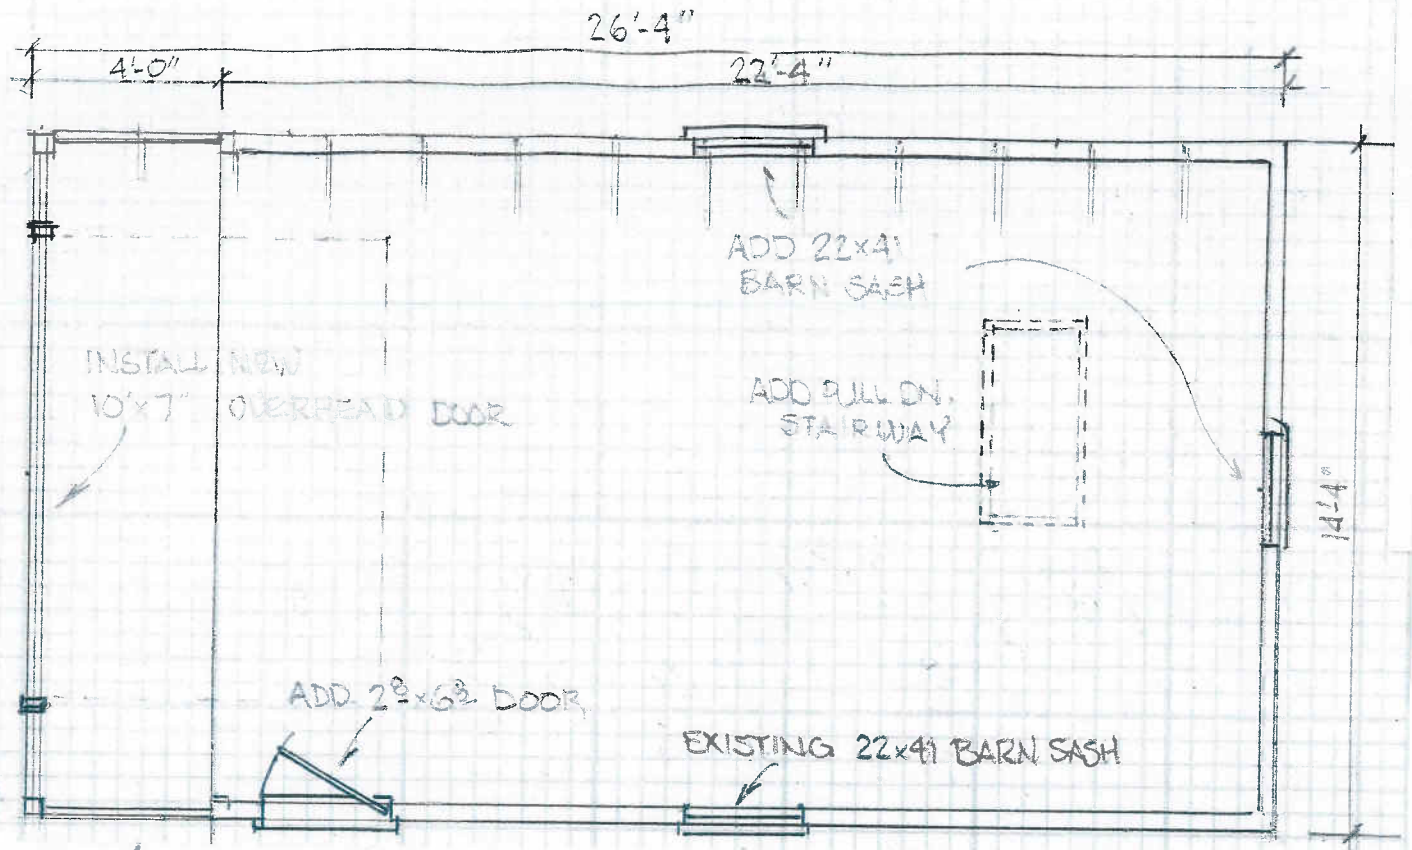 26'-4"
4'-0"
22'-4"
ADD 22x41
BARN SASH
INSTALL NEW
10'x7" OVERHEAD DOOR
ADD PULL DN.
STAIRWAY
14'-4"
ADD 2⁸x6⁸ DOOR
EXISTING 22x41 BARN SASH